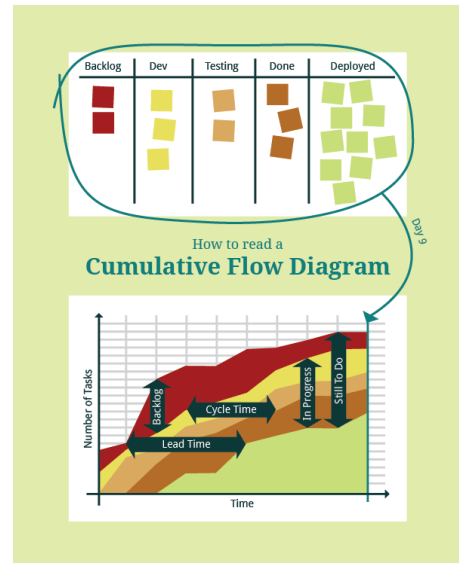 Backlog Dev Testing Done Deployed
Day 9
How to read a
Cumulative Flow Diagram
Number of Tasks
Backlog
Cycle Time
Lead Time
In Progress
Still To Do
Time